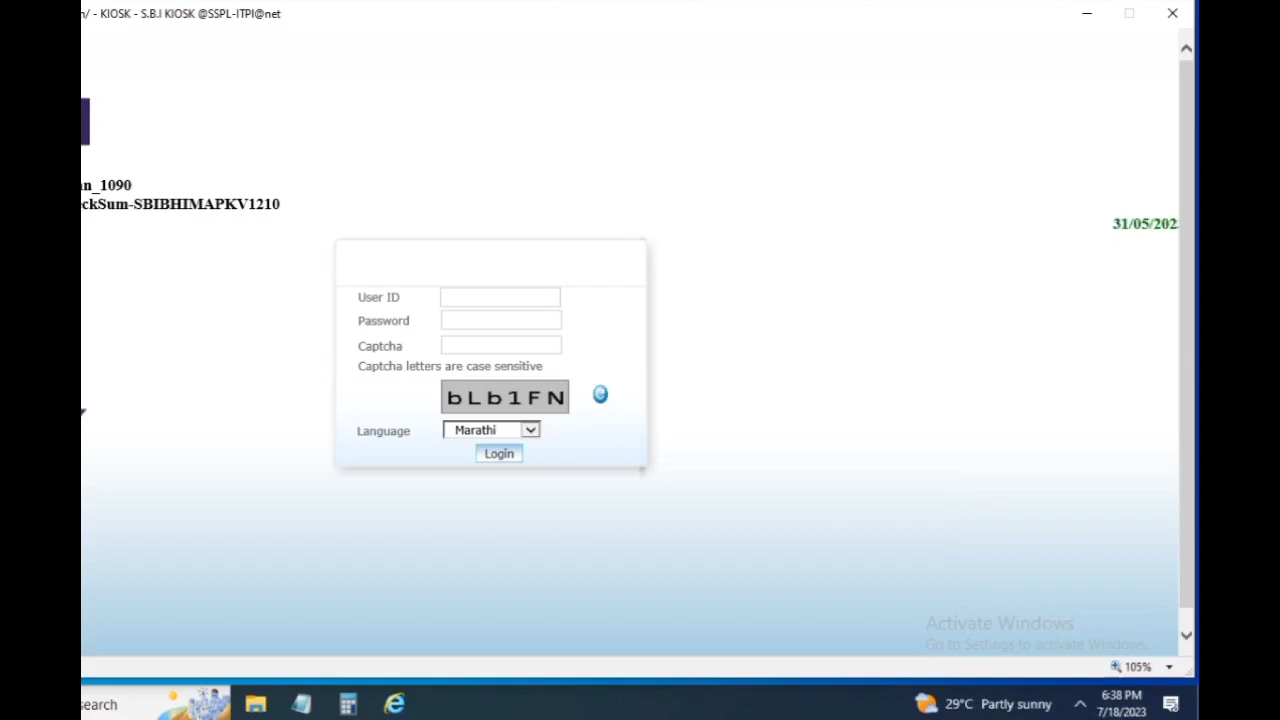 n/ - KIOSK - S.B.I KIOSK @SSPL-ITPI@net
n_1090
ckSum-SBIBHIMAPKV1210
31/05/202
User ID
Password
Captcha
Captcha letters are case sensitive
bLb1FN
Language Marathi
Login
Activate Windows
Go to Settings to activate Windows.
105%
search
29°C Partly sunny
6:38 PM
7/18/2023